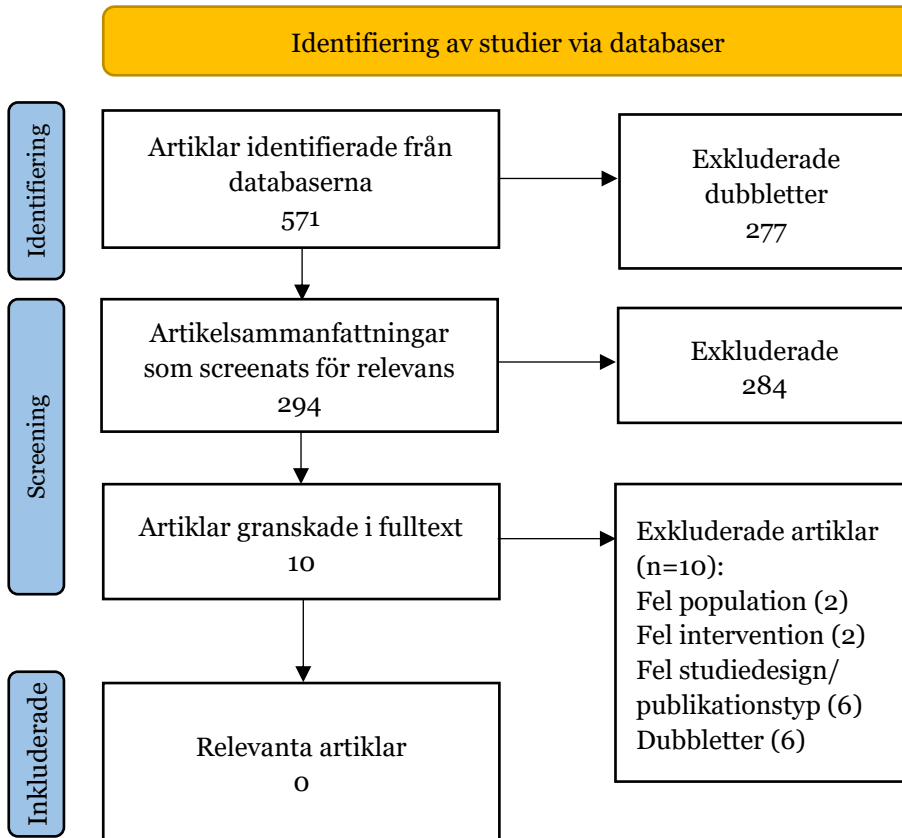 Identifiering av studier via databaser
Identifiering
Artiklar identifierade från
databaserna
571
Exkluderade
dubbletter
277
Screening
Artikelsammanfattningar
som screenats för relevans
294
Exkluderade
284
Artiklar granskade i fulltext
10
Exkluderade artiklar
(n=10):
Fel population (2)
Fel intervention (2)
Fel studiedesign/
publikationstyp (6)
Dubbletter (6)
Inkluderade
Relevanta artiklar
0